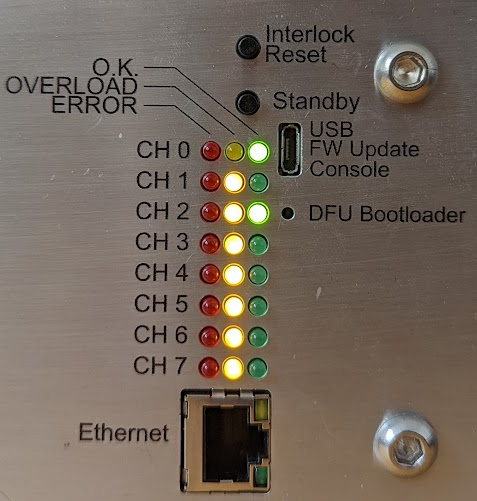 Interlock
Reset
O.K.
OVERLOAD
ERROR
Standby
USB
FW Update
Console
CH 0
CH 1
CH 2
DFU Bootloader
CH 3
CH 4
CH 5
CH 6
CH 7
Ethernet